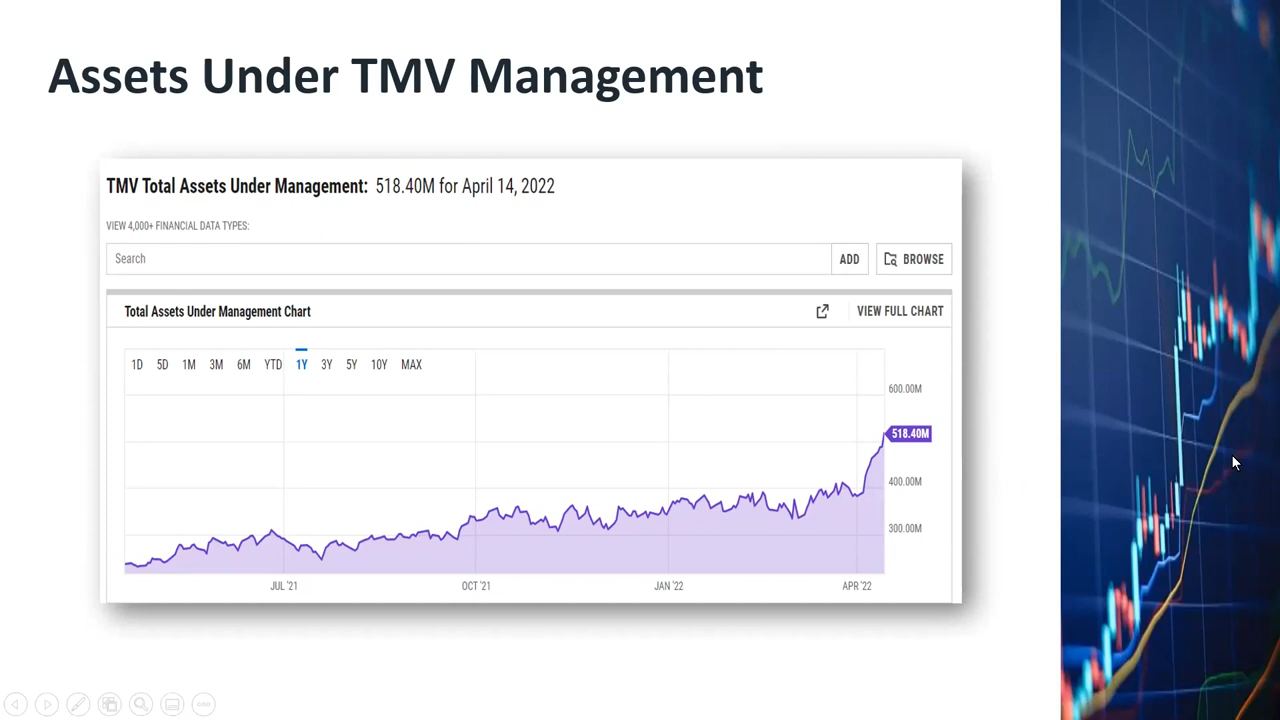 Assets Under TMV Management
TMV Total Assets Under Management: 518.40M for April 14, 2022
VIEW 4,000+ FINANCIAL DATA TYPES:
Search ADD BROWSE
Total Assets Under Management Chart VIEW FULL CHART
1D 5D 1M 3M 6M YTD 1Y 3Y 5Y 10Y MAX
600.00M
518.40M
400.00M
300.00M
JUL '21 OCT '21 JAN '22 APR '22